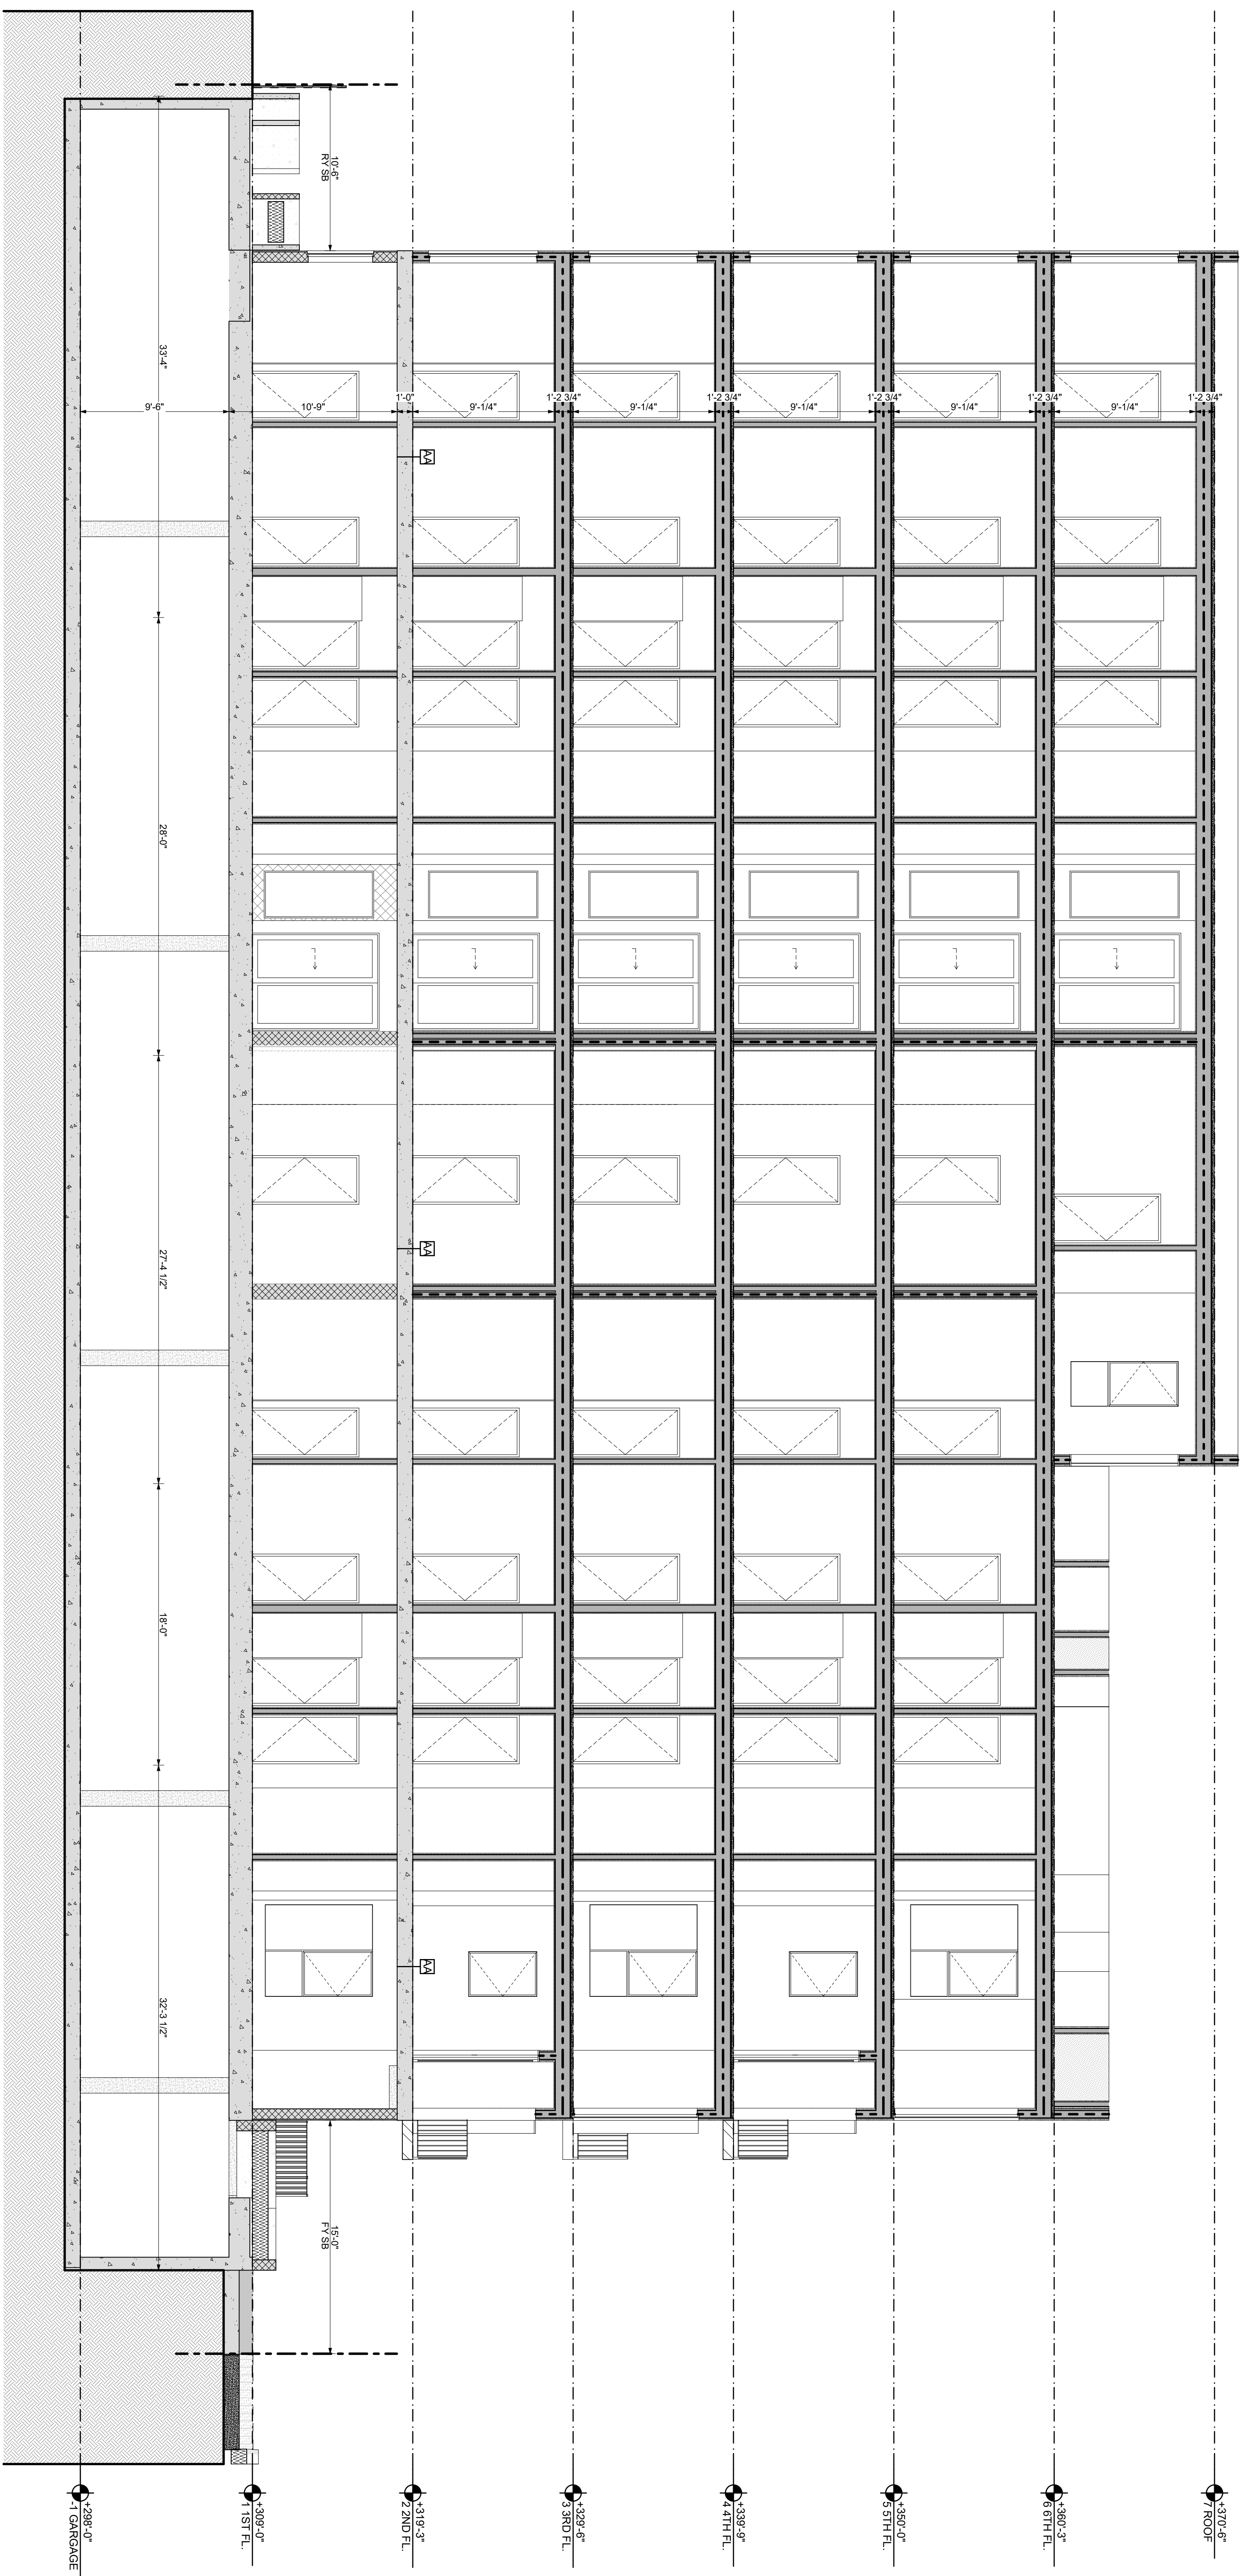 10'-6"
RY SB
33'-4"
9'-6"
10'-9"
1'-0"
9'-1/4"
1'-2 3/4"
9'-1/4"
1'-2 3/4"
9'-1/4"
1'-2 3/4"
9'-1/4"
1'-2 3/4"
9'-1/4"
1'-2 3/4"
AA
28'-0"
AA
27'-4 1/2"
18'-0"
AA
32'-3 1/2"
15'-0"
FY SB
+298'-0"
-1 GARGAGE
+309'-0"
1 1ST FL.
+319'-3"
2 2ND FL.
+329'-6"
3 3RD FL.
+339'-9"
4 4TH FL.
+350'-0"
5 5TH FL.
+360'-3"
6 6TH FL.
+370'-6"
7 ROOF